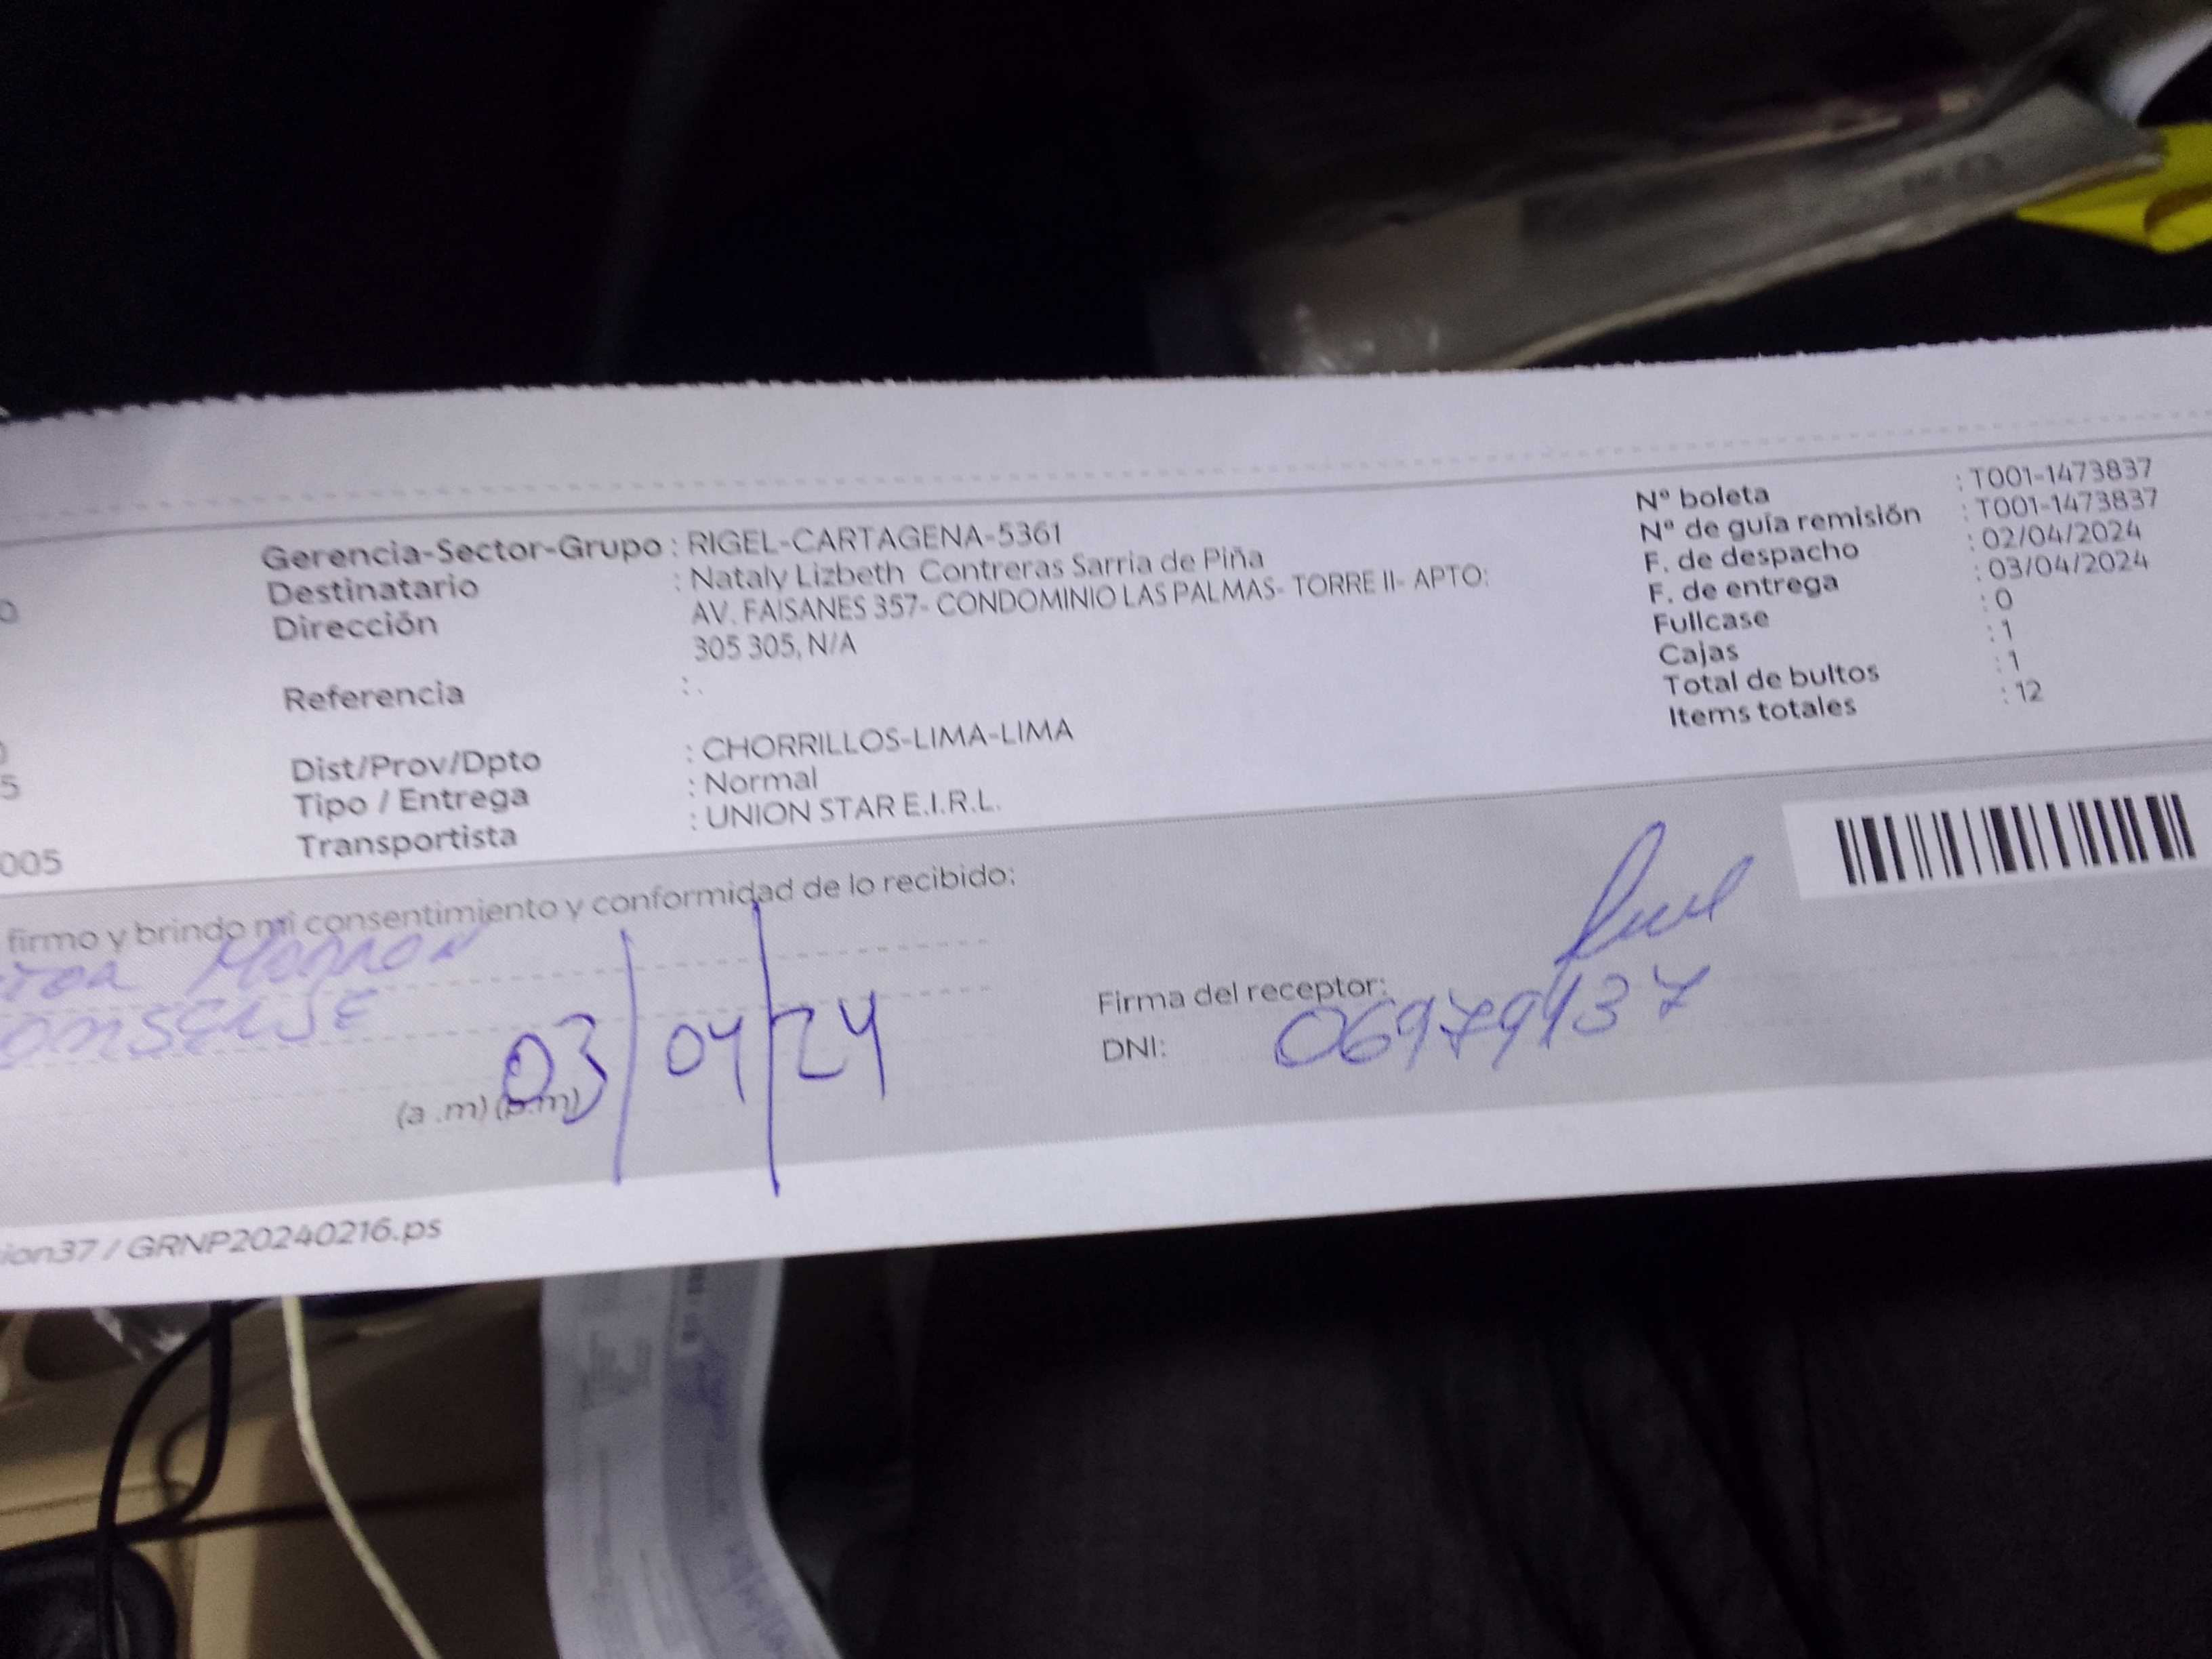 Gerencia-Sector-Grupo : RIGEL-CARTAGENA-5361
Destinatario : Nataly Lizbeth Contreras Sarria de Piña
Dirección AV. FAISANES 357- CONDOMINIO LAS PALMAS- TORRE II- APTO:
305 305, N/A
Referencia : .
Dist/Prov/Dpto : CHORRILLOS-LIMA-LIMA
Tipo / Entrega : Normal
Transportista : UNION STAR E.I.R.L.
005
Nº boleta : T001-1473837
Nº de guía remisión : T001-1473837
F. de despacho : 02/04/2024
F. de entrega : 03/04/2024
Fullcase : 0
Cajas : 1
Total de bultos : 1
Items totales : 12
firmo y brindo mi consentimiento y conformidad de lo recibido:
03/04/24
(a .m) (p.m)
Firma del receptor:
DNI:
ion37 / GRNP20240216.ps